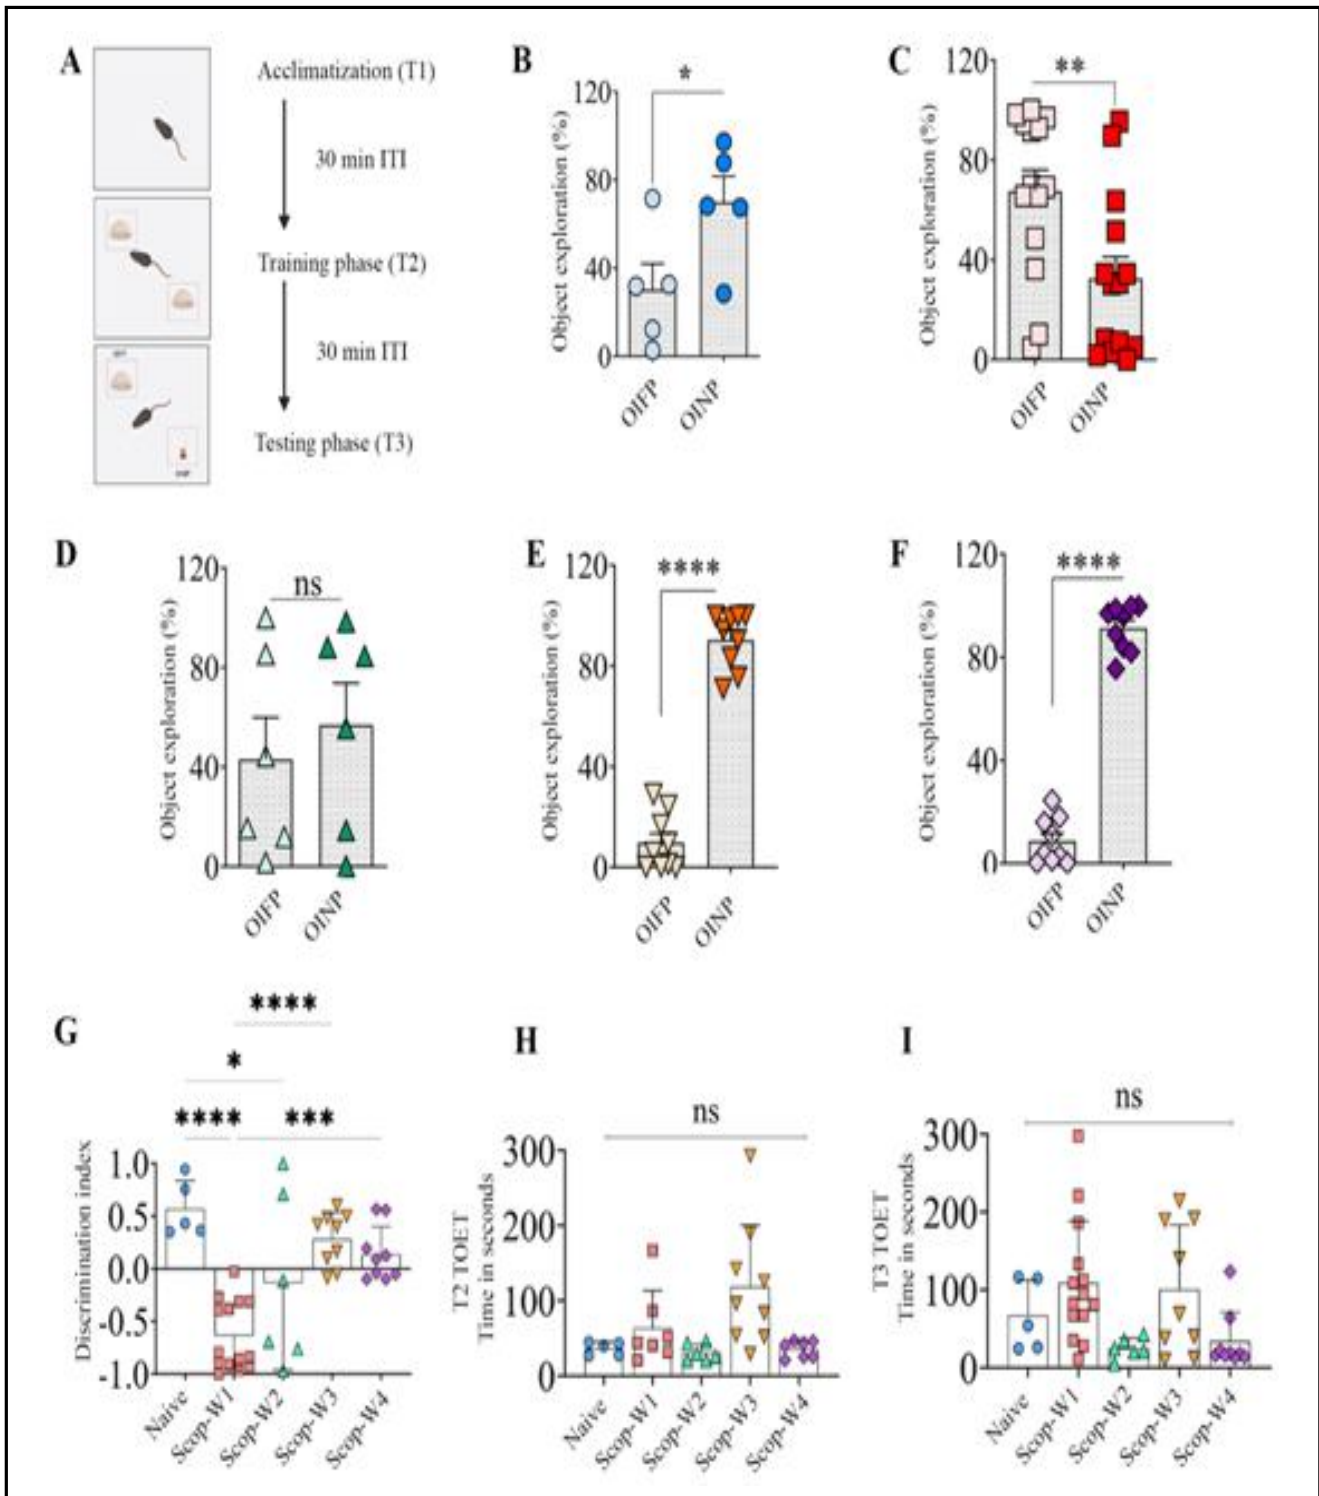 A
Acclimatization (T1)
30 min ITI
Training phase (T2)
30 min ITI
Testing phase (T3)
B
*
Object exploration (%)
120
80
40
0
OIFP
OINP
C
**
Object exploration (%)
120
80
40
0
OIFP
OINP
D
ns
Object exploration (%)
120
80
40
0
OIFP
OINP
E
****
Object exploration (%)
120
80
40
0
OIFP
OINP
F
****
Object exploration (%)
120
80
40
0
OIFP
OINP
G
****
*
**** ***
Discrimination index
1.0
0.5
0.0
-0.5
-1.0
Naive
Scop-W1
Scop-W2
Scop-W3
Scop-W4
H
ns
T2 TOET
Time in seconds
300
200
100
0
Naive
Scop-W1
Scop-W2
Scop-W3
Scop-W4
I
ns
T3 TOET
Time in seconds
300
200
100
0
Naive
Scop-W1
Scop-W2
Scop-W3
Scop-W4